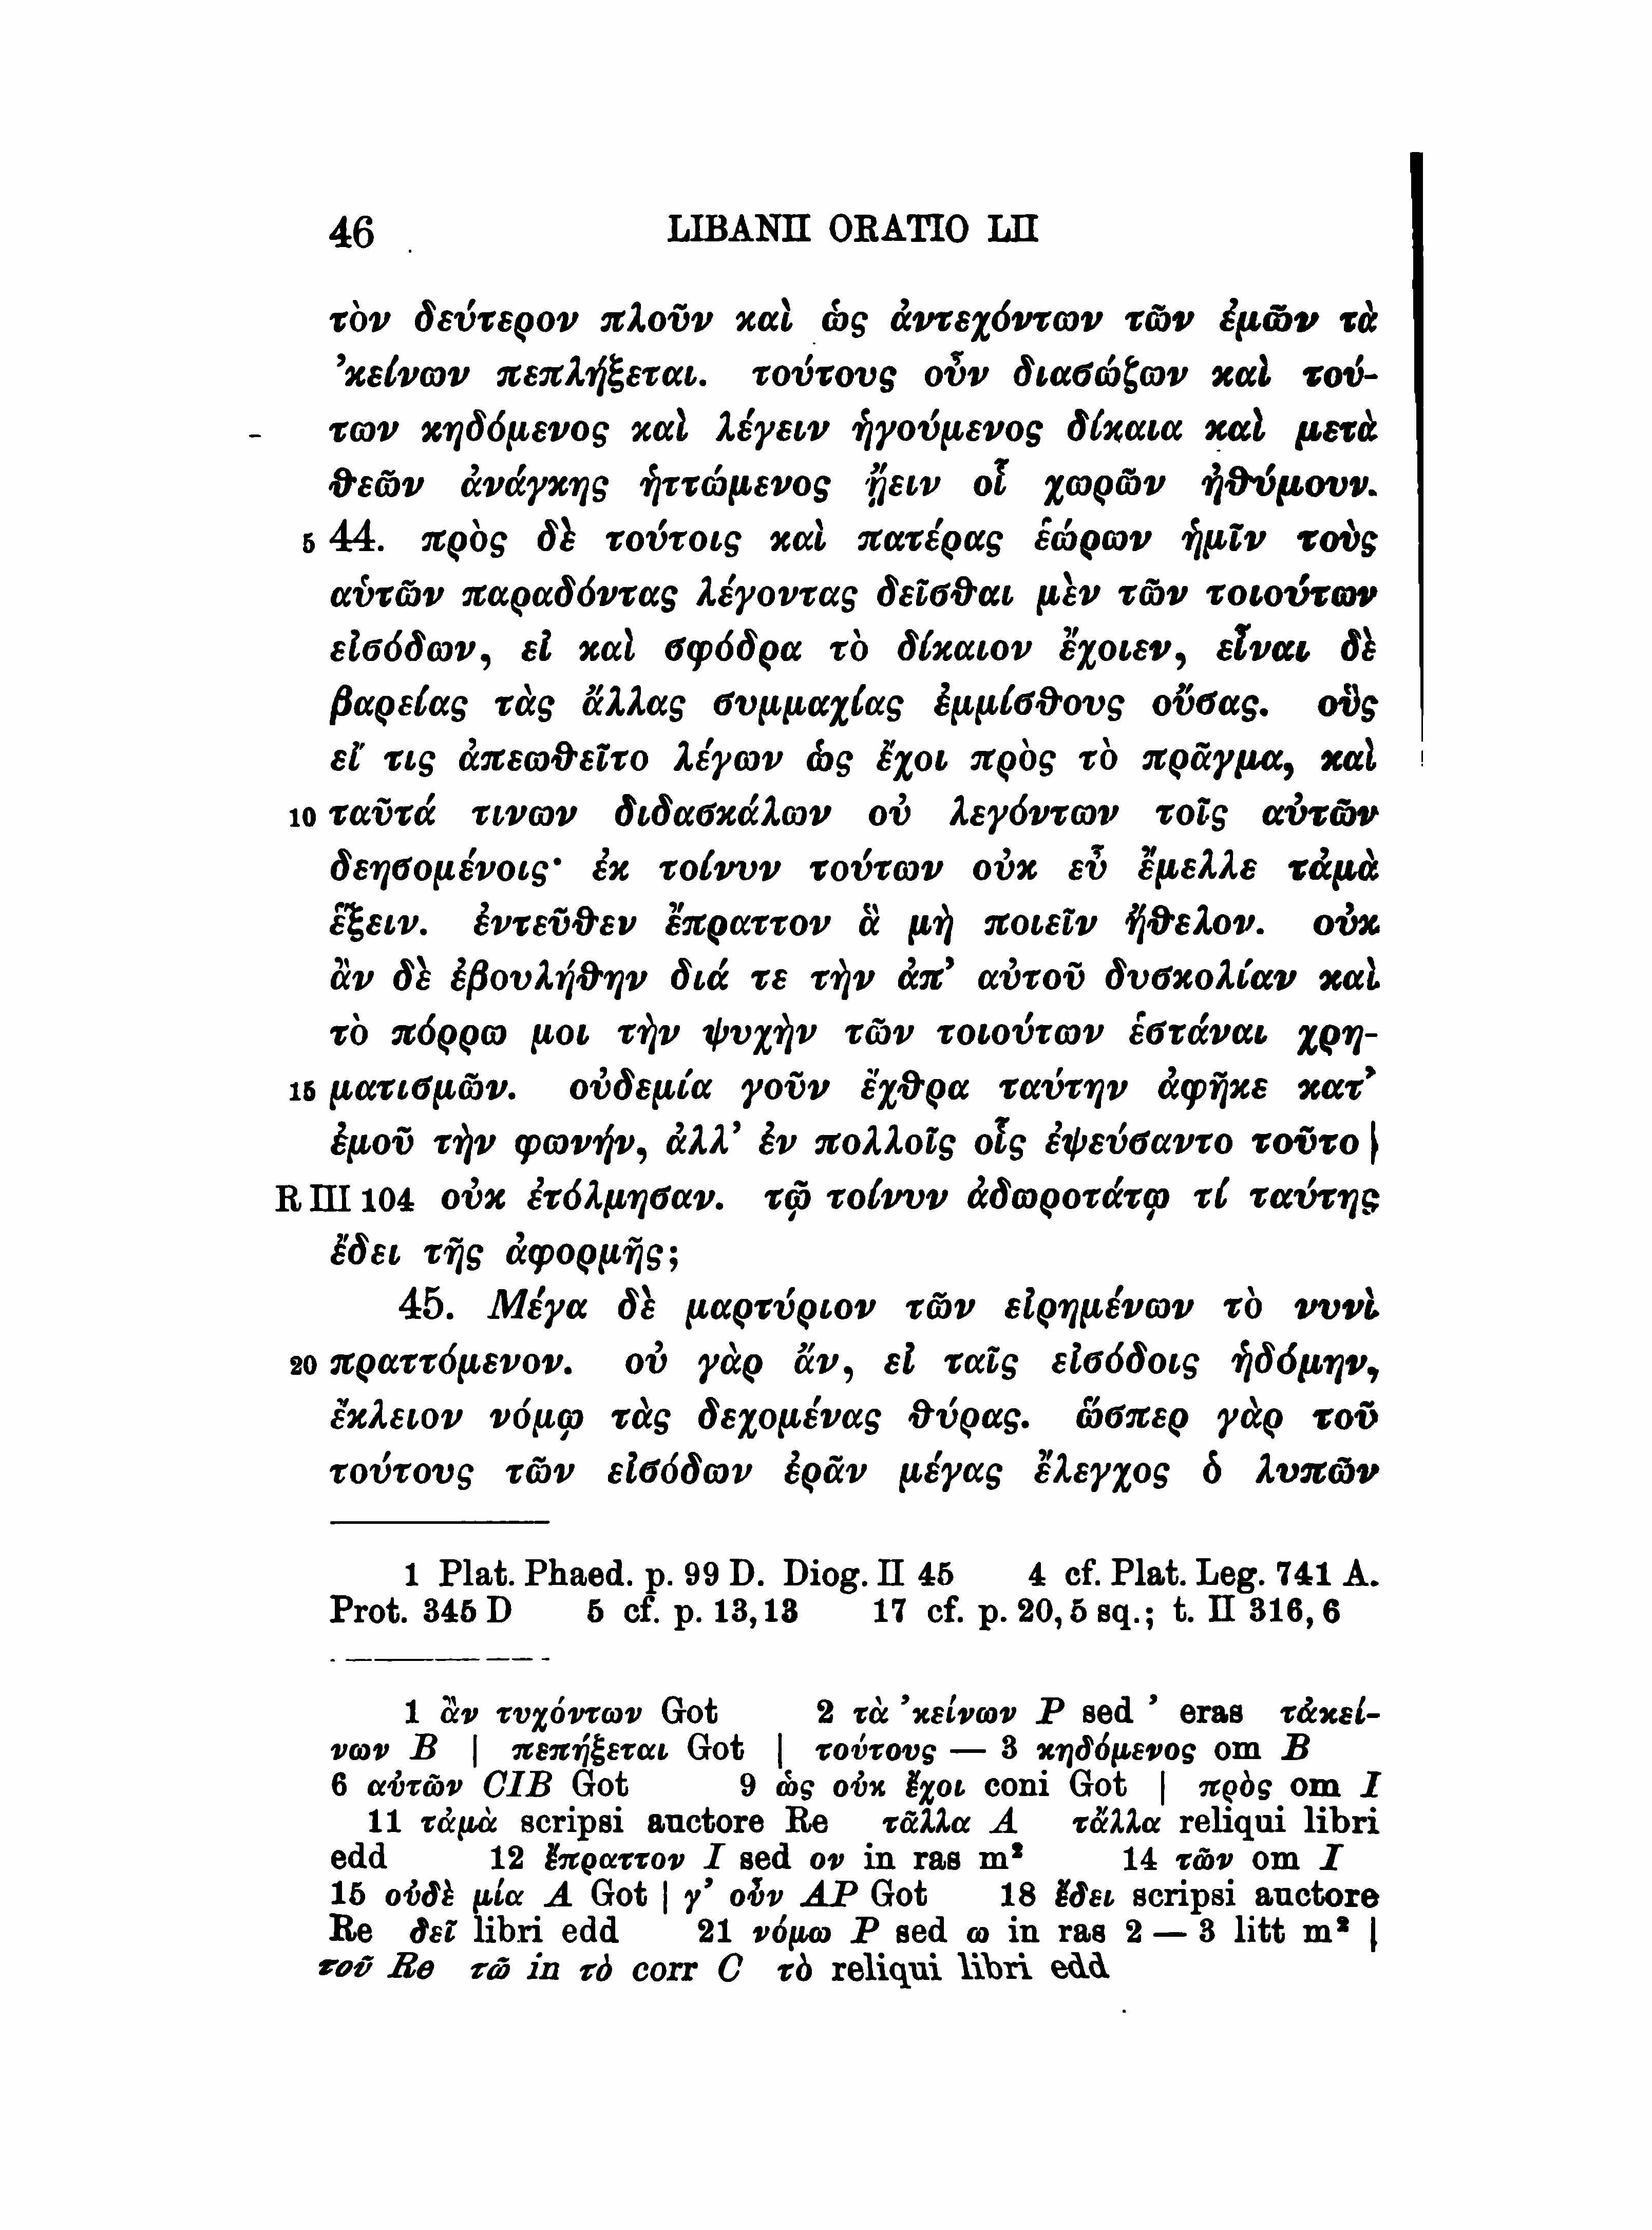 46 LIBANII ORATIO LII
τὸν δεύτερον πλοῦν καὶ ὡς ἀντεχόντων τῶν ἐμῶν τὰ
’κείνων πεπλήξεται. τούτους οὖν διασώζων καὶ τού-
των κηδόμενος καὶ λέγειν ἡγούμενος δίκαια καὶ μετὰ
θεῶν ἀνάγκης ἡττώμενος ᾔειν οἷ χωρῶν ἠθύμουν.
5 44. πρὸς δὲ τούτοις καὶ πατέρας ἑώρων ἡμῖν τοὺς
αὑτῶν παραδόντας λέγοντας δεῖσθαι μὲν τῶν τοιούτων
εἰσόδων, εἰ καὶ σφόδρα τὸ δίκαιον ἔχοιεν, εἶναι δὲ
βαρείας τὰς ἄλλας συμμαχίας ἐμμίσθους οὔσας. οὓς
εἴ τις ἀπεωθεῖτο λέγων ὡς ἔχοι πρὸς τὸ πρᾶγμα, καὶ
10 ταῦτά τινων διδασκάλων οὐ λεγόντων τοῖς αὐτῶν
δεησομένοις· ἐκ τοίνυν τούτων οὐκ εὖ ἔμελλε τἀμὰ
ἕξειν. ἐντεῦθεν ἔπραττον ἃ μὴ ποιεῖν ἤθελον. οὐκ
ἂν δὲ ἐβουλήθην διά τε τὴν ἀπ’ αὐτοῦ δυσκολίαν καὶ
τὸ πόρρω μοι τὴν ψυχὴν τῶν τοιούτων ἑστάναι χρη-
15 ματισμῶν. οὐδεμία γοῦν ἔχθρα ταύτην ἀφῆκε κατ’
ἐμοῦ τὴν φωνήν, ἀλλ’ ἐν πολλοῖς οἷς ἐψεύσαντο τοῦτο |
R III 104 οὐκ ἐτόλμησαν. τῷ τοίνυν ἀδωροτάτῳ τί ταύτης
ἔδει τῆς ἀφορμῆς;
45. Μέγα δὲ μαρτύριον τῶν εἰρημένων τὸ νυνὶ
20 πραττόμενον. οὐ γὰρ ἄν, εἰ ταῖς εἰσόδοις ἡδόμην,
ἔκλειον νόμῳ τὰς δεχομένας θύρας. ὥσπερ γὰρ τοῦ
τούτους τῶν εἰσόδων ἐρᾶν μέγας ἔλεγχος ὁ λυπῶν
1 Plat. Phaed. p. 99 D. Diog. II 45 4 cf. Plat. Leg. 741 A.
Prot. 345 D 5 cf. p. 13,13 17 cf. p. 20,5 sq.; t. II 316,6
1 ἂν τυχόντων Got 2 τὰ ’κείνων P sed ’ eras τἀκεί-
νων B | πεπήξεται Got | τούτους — 3 κηδόμενος om B
6 αὐτῶν CIB Got 9 ὡς οὐκ ἔχοι coni Got | πρὸς om I
11 τἀμὰ scripsi auctore Re τᾶλλα A τἄλλα reliqui libri
edd 12 ἔπραττον I sed ον in ras m² 14 τῶν om I
15 οὐδὲ μία A Got | γ’ οὖν AP Got 18 ἔδει scripsi auctore
Re δεῖ libri edd 21 νόμω P sed ω in ras 2 — 3 litt m² |
τοῦ Re τῶ in τὸ corr C τὸ reliqui libri edd